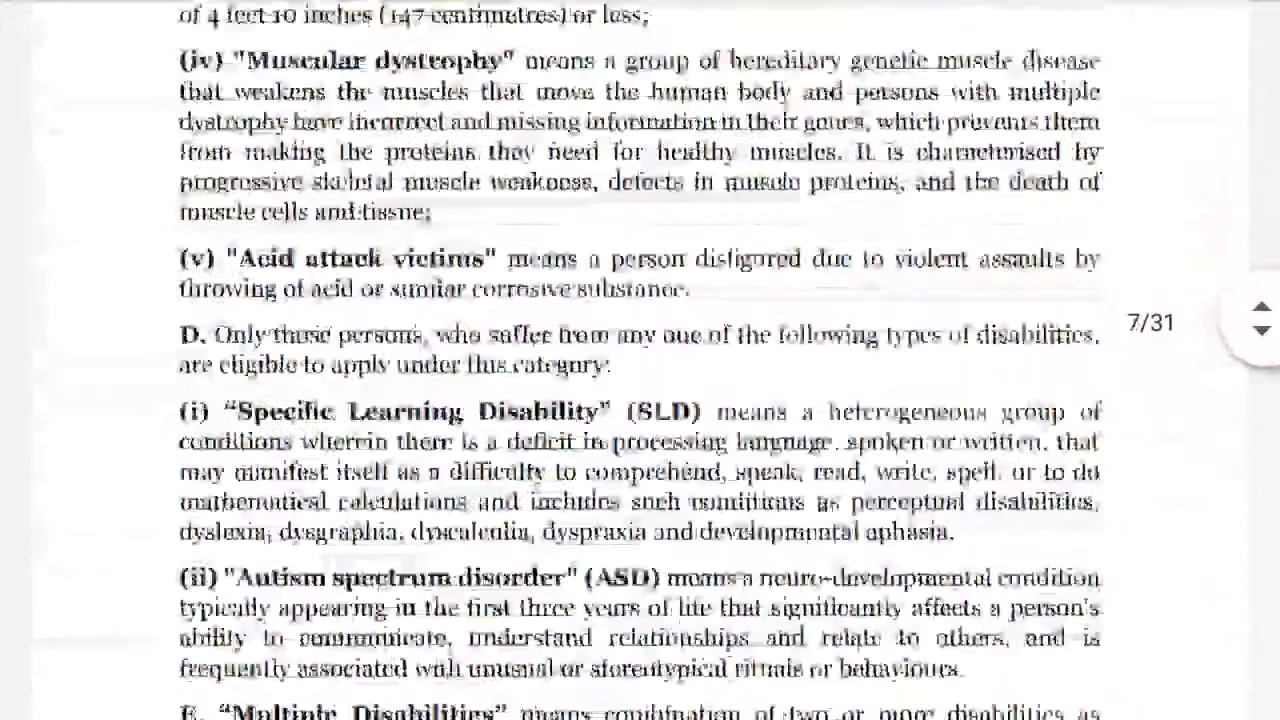 of 4 feet 10 inches (147 centimetres) or less;
(iv) "Muscular dystrophy" means a group of hereditary genetic muscle disease
that weakens the muscles that move the human body and persons with multiple
dystrophy have incorrect and missing information in their genes, which prevents them
from making the proteins they need for healthy muscles. It is characterised by
progressive skeletal muscle weakness, defects in muscle proteins, and the death of
muscle cells and tissue;
(v) "Acid attack victims" means a person disfigured due to violent assaults by
throwing of acid or similar corrosive substance.
D. Only those persons, who suffer from any one of the following types of disabilities,
are eligible to apply under this category:
7/31
(i) “Specific Learning Disability” (SLD) means a heterogeneous group of
conditions wherein there is a deficit in processing language, spoken or written, that
may manifest itself as a difficulty to comprehend, speak, read, write, spell, or to do
mathematical calculations and includes such conditions as perceptual disabilities,
dyslexia, dysgraphia, dyscalculia, dyspraxia and developmental aphasia.
(ii) "Autism spectrum disorder" (ASD) means a neuro-developmental condition
typically appearing in the first three years of life that significantly affects a person's
ability to communicate, understand relationships and relate to others, and is
frequently associated with unusual or stereotypical rituals or behaviours.
E. “Multiple Disabilities” means combination of two or more disabilities as